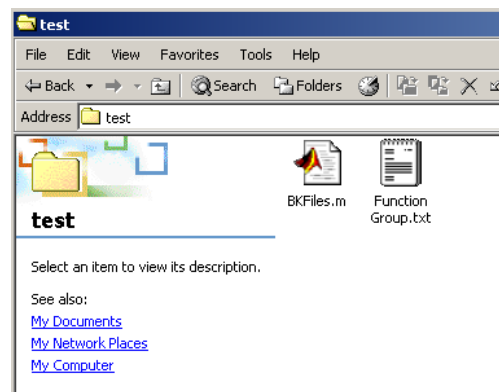 test
File Edit View Favorites Tools Help
Back Search Folders
Address test
BKFiles.m
Function
Group.txt
test
Select an item to view its description.
See also:
My Documents
My Network Places
My Computer